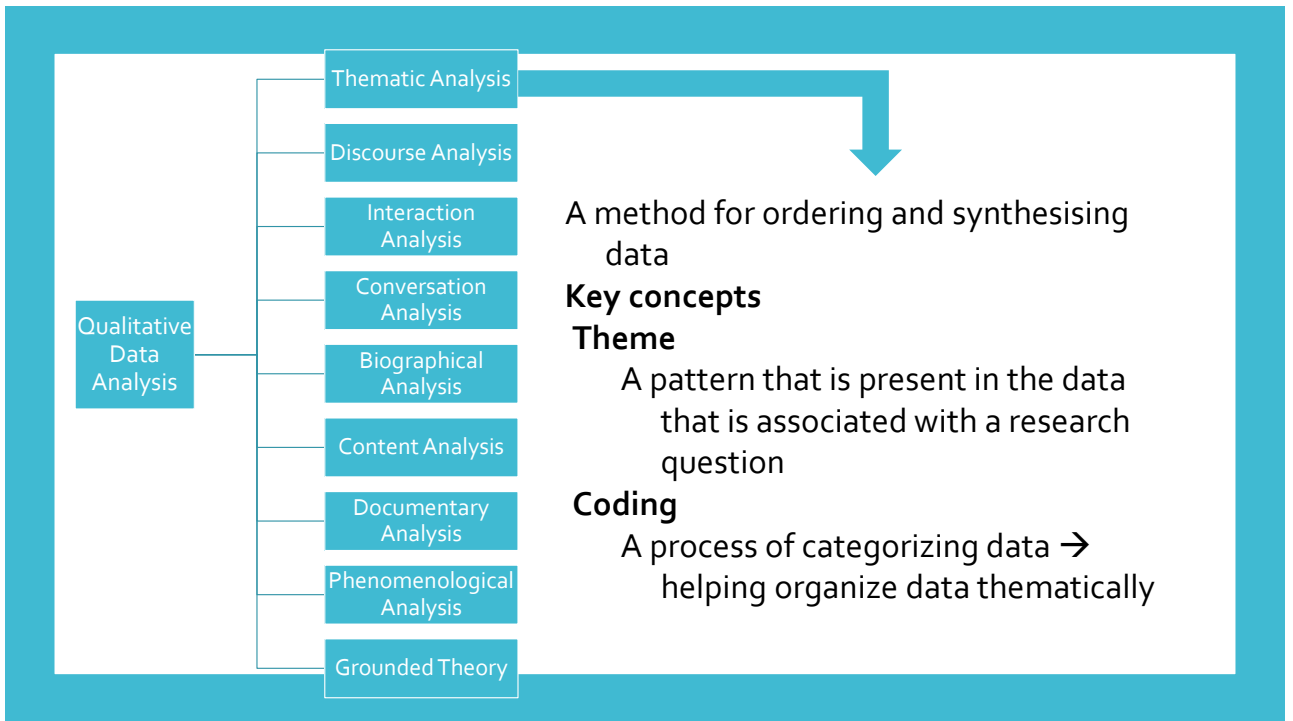 Qualitative
Data
Analysis
Thematic Analysis
Discourse Analysis
Interaction
Analysis
Conversation
Analysis
Biographical
Analysis
Content Analysis
Documentary
Analysis
Phenomenological
Analysis
Grounded Theory
A method for ordering and synthesising
data
Key concepts
Theme
A pattern that is present in the data
that is associated with a research
question
Coding
A process of categorizing data →
helping organize data thematically